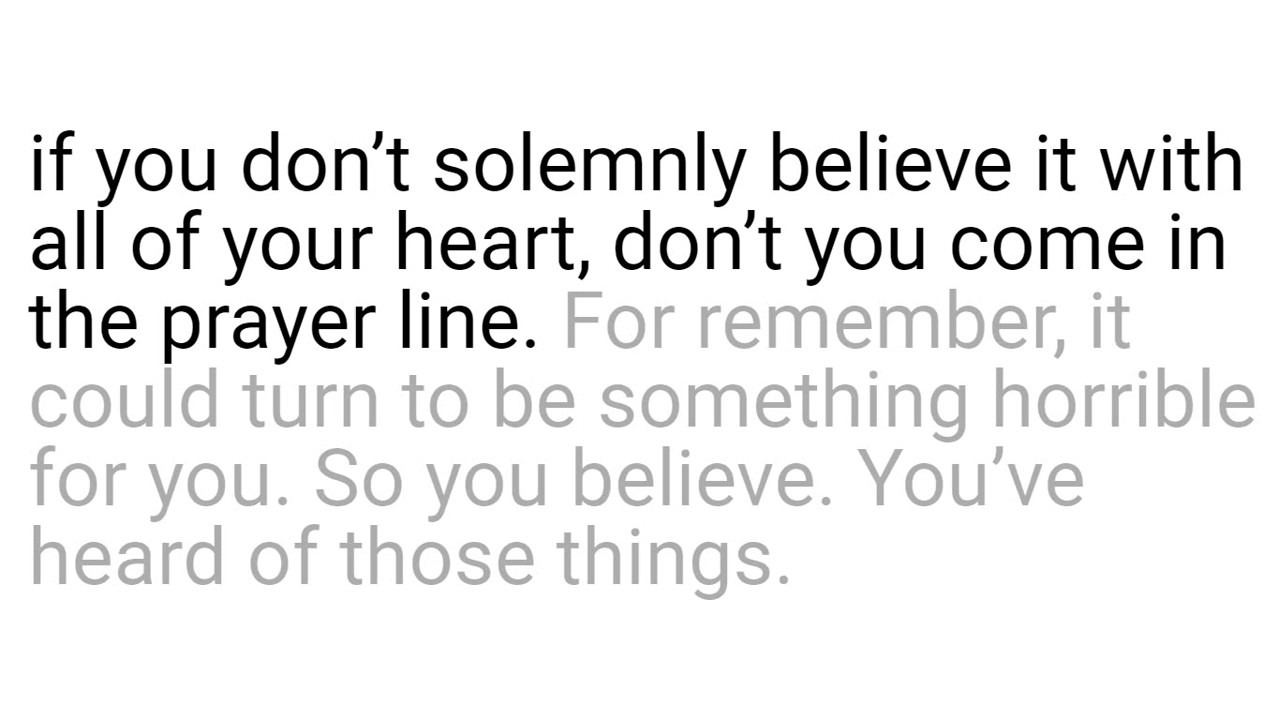 if you don’t solemnly believe it with
all of your heart, don’t you come in
the prayer line. For remember, it
could turn to be something horrible
for you. So you believe. You’ve
heard of those things.